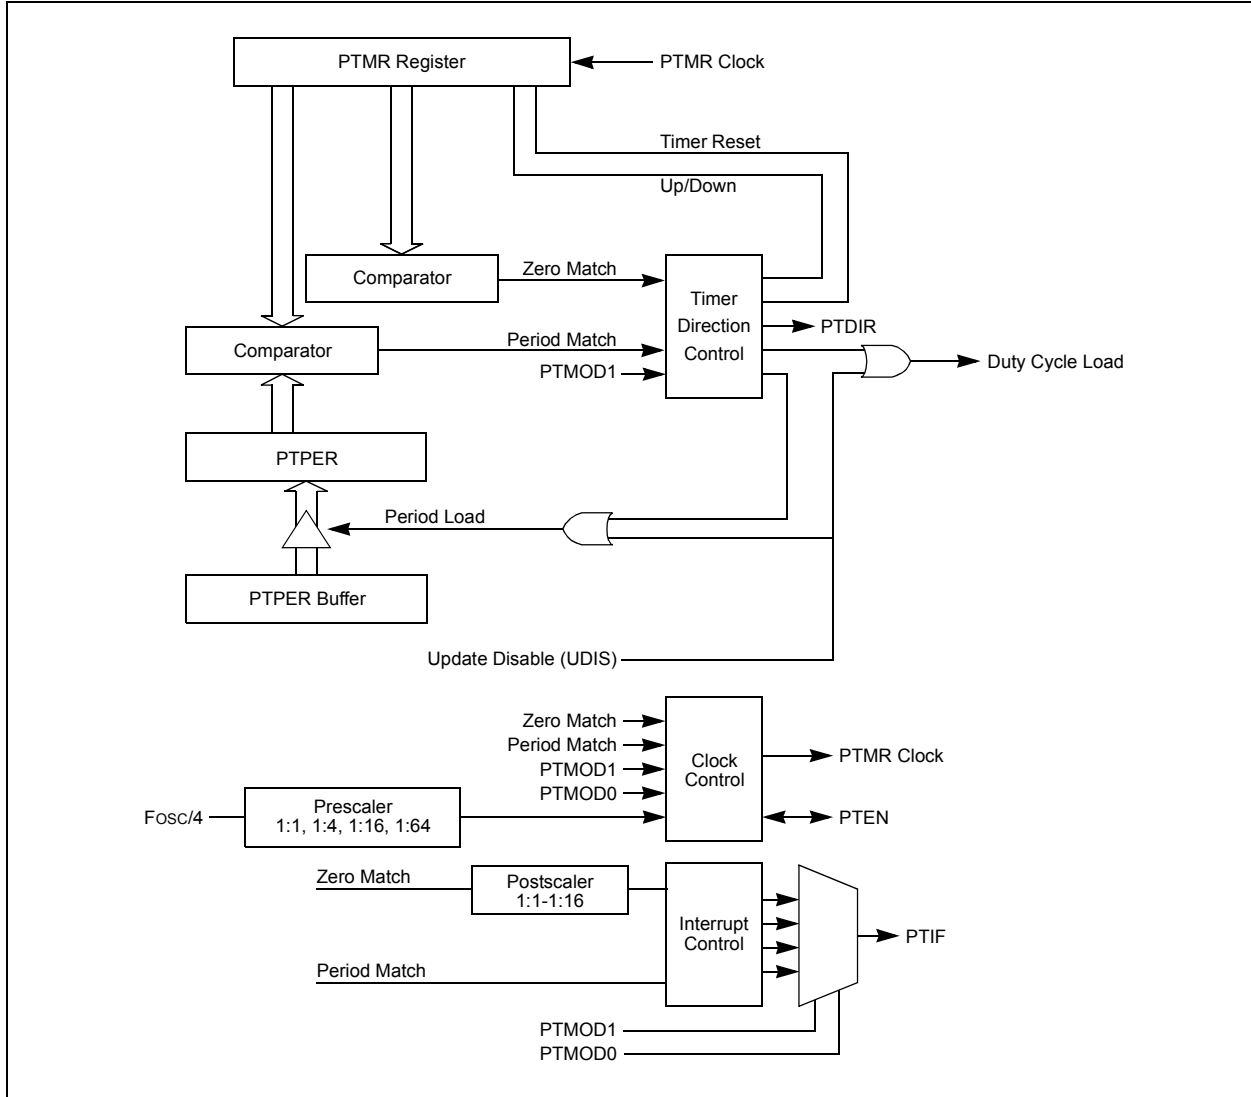 PTMR Register
PTMR Clock
Timer Reset
Up/Down
Comparator
Zero Match
Timer
Direction
Control
PTDIR
Comparator
Period Match
PTMOD1
Duty Cycle Load
PTPER
Period Load
PTPER Buffer
Update Disable (UDIS)
Zero Match
Period Match
PTMOD1
PTMOD0
Clock
Control
PTMR Clock
PTEN
FOSC/4
Prescaler
1:1, 1:4, 1:16, 1:64
Zero Match
Postscaler
1:1-1:16
Interrupt
Control
PTIF
Period Match
PTMOD1
PTMOD0